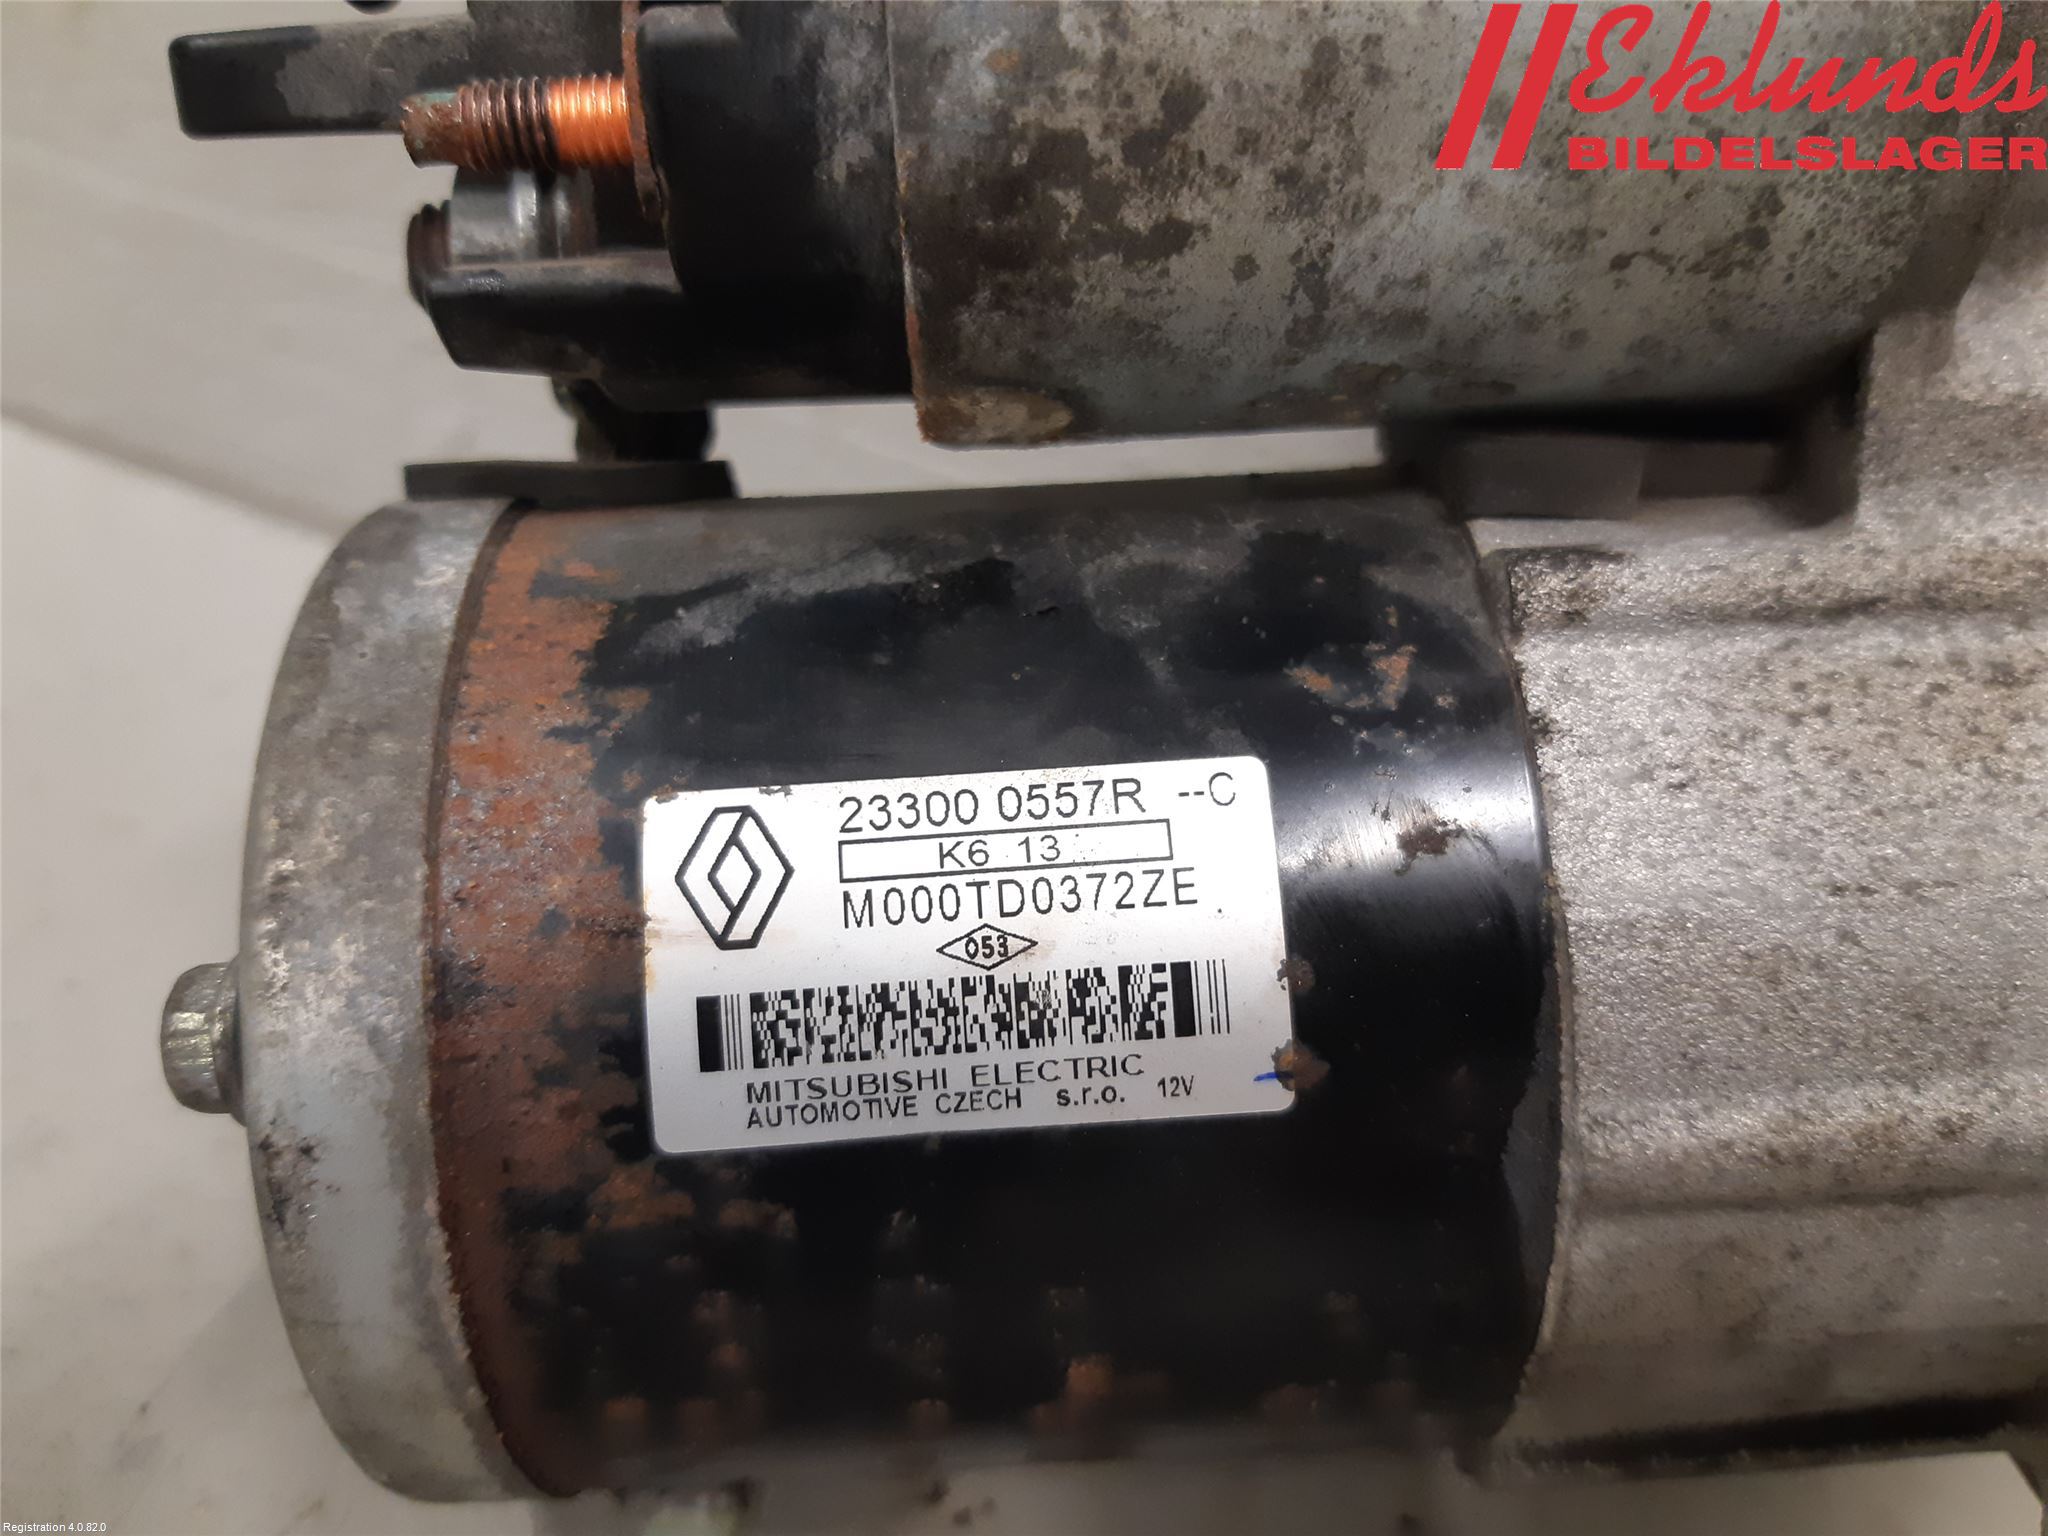 Eklunds
BILDELSLAGER
23300 0557R --C
K6 13
M000TD0372ZE
053
MITSUBISHI ELECTRIC
AUTOMOTIVE CZECH s.r.o. 12V
Registration 4.0.82.0